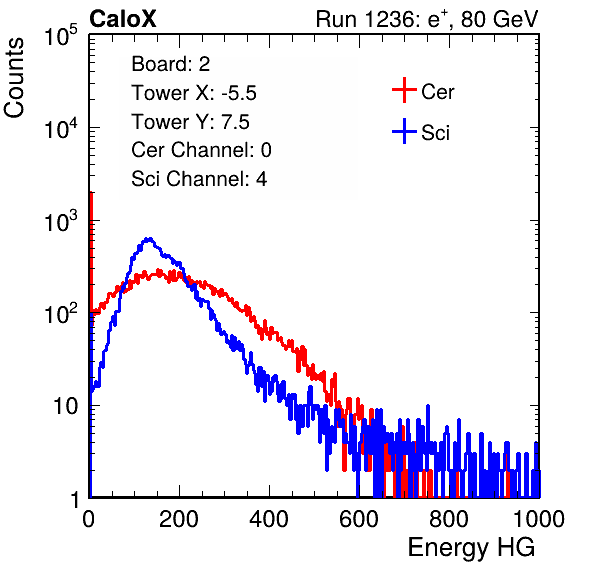 CaloX Run 1236: e⁺, 80 GeV
Counts
Board: 2
Tower X: -5.5
Tower Y: 7.5
Cer Channel: 0
Sci Channel: 4
Cer
Sci
10⁵
10⁴
10³
10²
10
1
0 200 400 600 800 1000
Energy HG